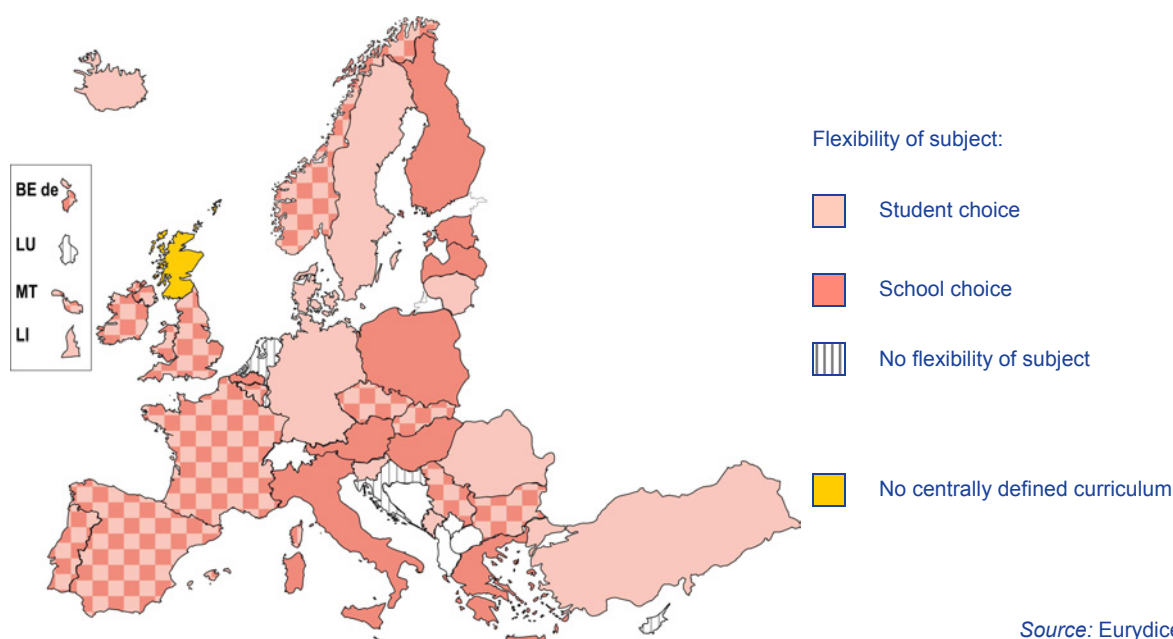 BE de
LU
MT
LI
Flexibility of subject:
Student choice
School choice
No flexibility of subject
No centrally defined curriculum
Source: Eurydice